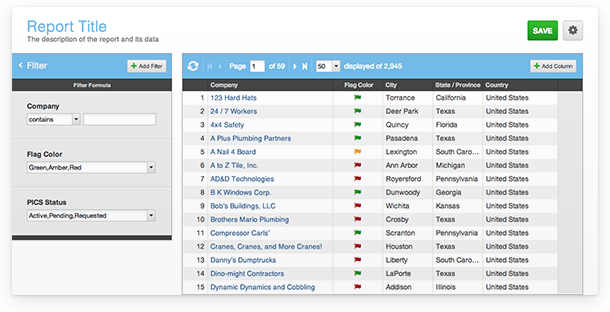 Report Title
The description of the report and its data
SAVE
Filter
Add Filter
Filter Formula
Company
contains
Flag Color
Green,Amber,Red
PICS Status
Active,Pending,Requested
Page 1 of 59 50 displayed of 2,945 Add Column
Company Flag Color City State / Province Country
1 123 Hard Hats Torrance California United States
2 24 / 7 Workers Deer Park Texas United States
3 4x4 Safety Quincy Florida United States
4 A Plus Plumbing Partners Pasadena Texas United States
5 A Nail 4 Board Lexington South Caro... United States
6 A to Z Tile, Inc. Ann Arbor Michigan United States
7 AD&D Technologies Royersford Pennsylvania United States
8 B K Windows Corp. Dunwoody Georgia United States
9 Bob's Buildings, LLC Wichita Kansas United States
10 Brothers Mario Plumbing Crosby Texas United States
11 Compressor Carls' Scranton Pennsylvania United States
12 Cranes, Cranes, and More Cranes! Houston Texas United States
13 Danny's Dumptrucks Liberty South Caro... United States
14 Dino-might Contractors LaPorte Texas United States
15 Dynamic Dynamics and Cobbling Addison Illinois United States